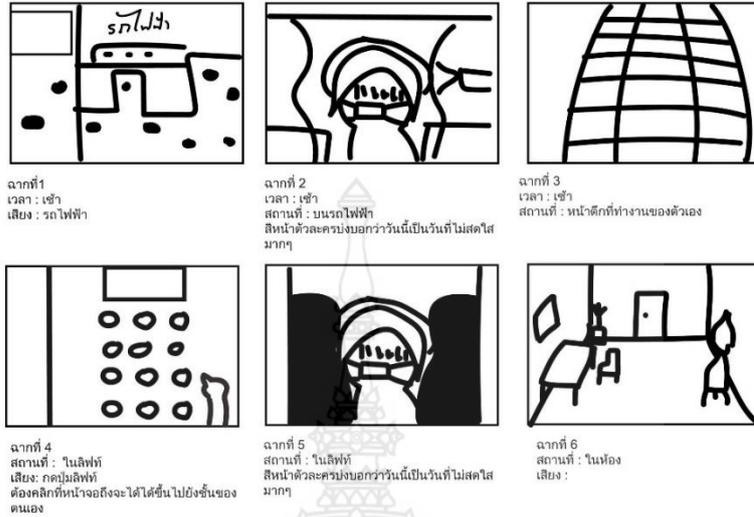 รถไฟฟ้า
ฉากที่1
เวลา : เช้า
เสียง : รถไฟฟ้า
ฉากที่ 2
เวลา : เช้า
สถานที่ : บนรถไฟฟ้า
สีหน้าตัวละครบ่งบอกว่าวันนี้เป็นวันที่ไม่สดใส
มากๆ
ฉากที่ 3
เวลา : เช้า
สถานที่ : หน้าตึกที่ทำงานของตัวเอง
ฉากที่ 4
สถานที่ : ในลิฟท์
เสียง: กดปุ่มลิฟท์
ต้องคลิกที่หน้าจอถึงจะได้ได้ขึ้นไปยังชั้นของ
ตนเอง
ฉากที่ 5
สถานที่ : ในลิฟท์
สีหน้าตัวละครบ่งบอกว่าวันนี้เป็นวันที่ไม่สดใส
มากๆ
ฉากที่ 6
สถานที่ : ในห้อง
เสียง :